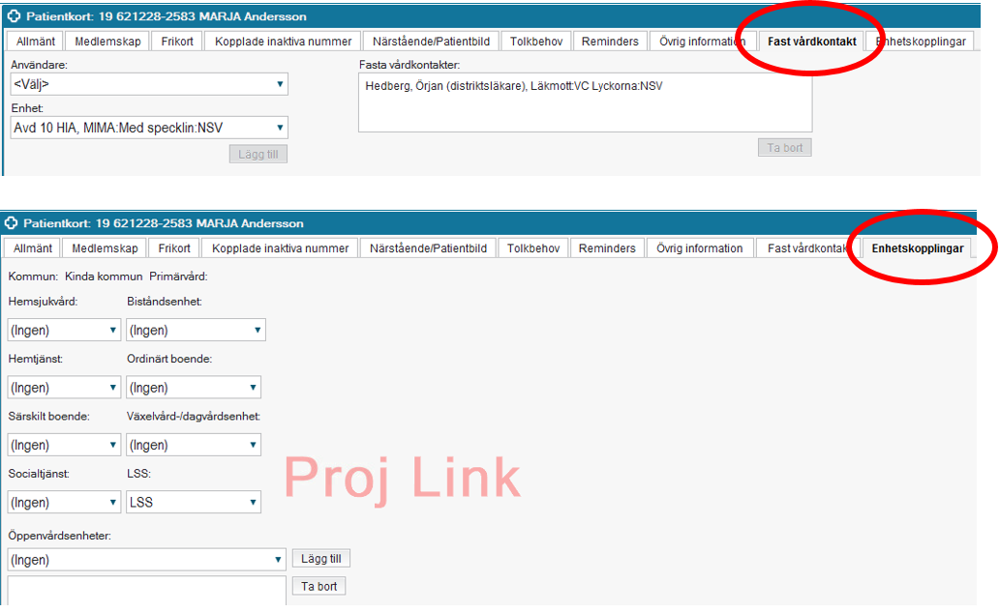 Patientkort: 19 621228-2583 MARJA Andersson
Allmänt Medlemskap Frikort Kopplade inaktiva nummer Närstående/Patientbild Tolkbehov Reminders Övrig information Fast vårdkontakt Enhetskopplingar
Användare: Fasta vårdkontakter:
<Välj> Hedberg, Örjan (distriktsläkare), Läkmott:VC Lyckorna:NSV
Enhet:
Avd 10 HIA, MIMA:Med specklin:NSV
Lägg till Ta bort
Patientkort: 19 621228-2583 MARJA Andersson
Allmänt Medlemskap Frikort Kopplade inaktiva nummer Närstående/Patientbild Tolkbehov Reminders Övrig information Fast vårdkontakt Enhetskopplingar
Kommun: Kinda kommun Primärvård:
Hemsjukvård: Biståndsenhet:
(Ingen) (Ingen)
Hemtjänst: Ordinärt boende:
(Ingen) (Ingen)
Särskilt boende: Växelvård-/dagvårdsenhet:
(Ingen) (Ingen)
Proj Link
Socialtjänst: LSS:
(Ingen) LSS
Öppenvårdsenheter:
(Ingen) Lägg till
Ta bort